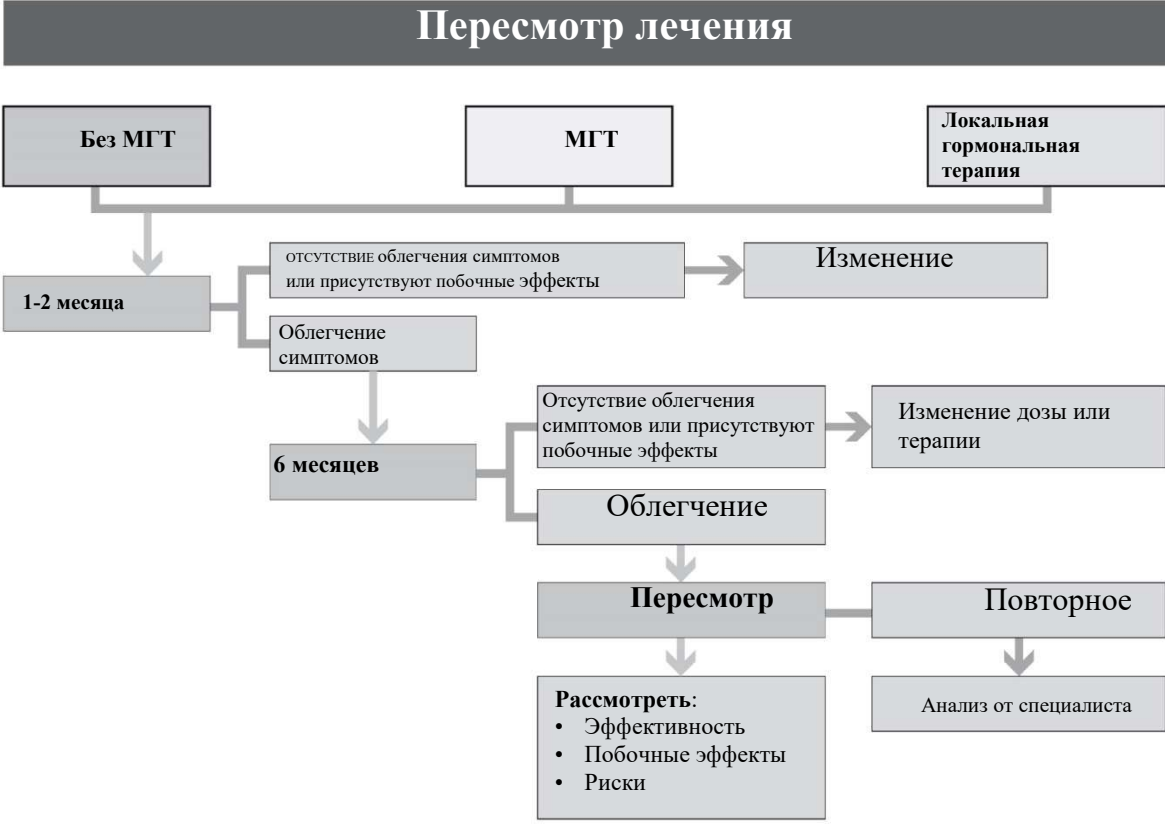 Пересмотр лечения
Без МГТ
МГТ
Локальная
гормональная
терапия
1-2 месяца
ОТСУТСТВИЕ облегчения симптомов
или присутствуют побочные эффекты
Изменение
Облегчение
симптомов
6 месяцев
Отсутствие облегчения
симптомов или присутствуют
побочные эффекты
Изменение дозы или
терапии
Облегчение
Пересмотр
Повторное
Рассмотреть:
• Эффективность
• Побочные эффекты
• Риски
Анализ от специалиста